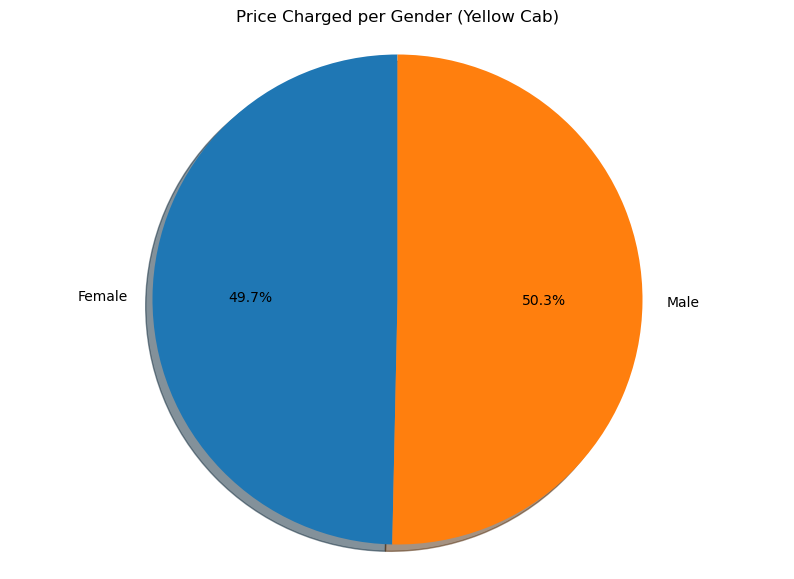 Price Charged per Gender (Yellow Cab)
Female
49.7%
50.3%
Male